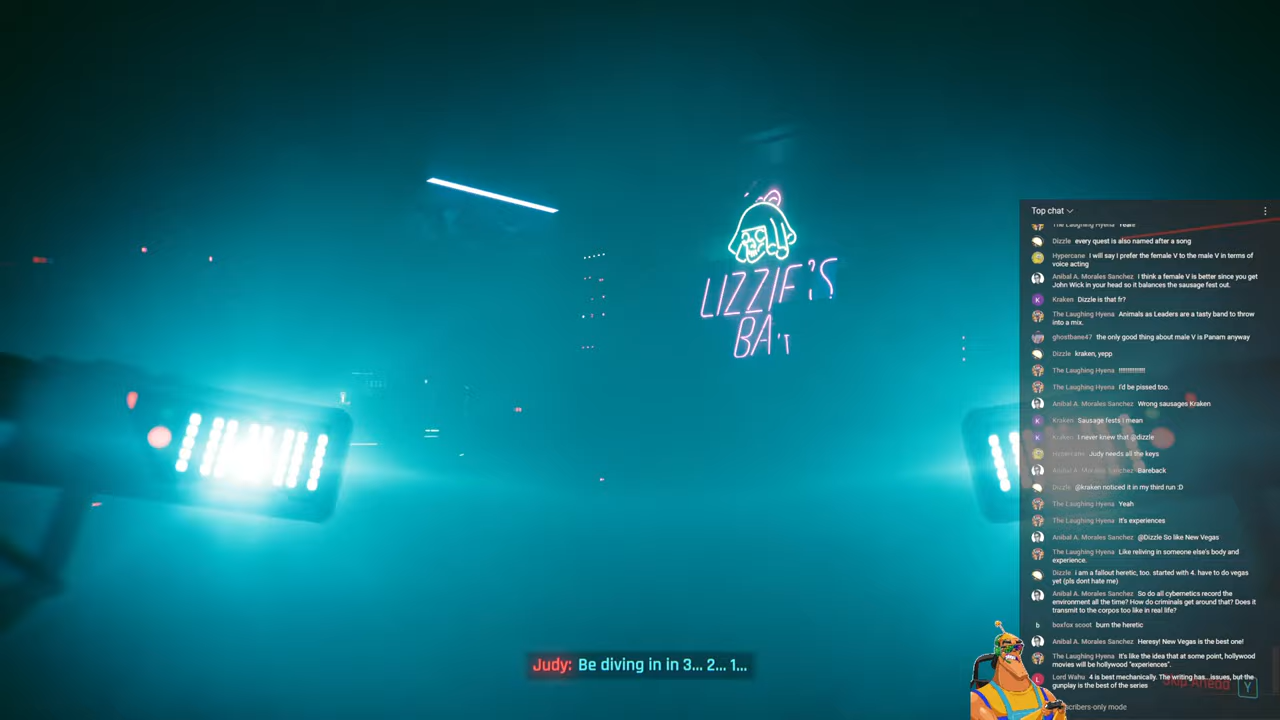 LIZZIE'S
BA
Top chat
The Laughing Hyena Yeah!
Dizzle every quest is also named after a song
Hypercane I will say I prefer the female V to the male V in terms of
voice acting
Anibal A. Morales Sanchez I think a female V is better since you get
John Wick in your head so it balances the sausage fest out.
Kraken Dizzle is that fr?
The Laughing Hyena Animals as Leaders are a tasty band to throw
into a mix.
ghostbane47 the only good thing about male V is Panam anyway
Dizzle kraken, yepp
The Laughing Hyena !!!!!!!!!!!!!!!
The Laughing Hyena I'd be pissed too.
Anibal A. Morales Sanchez Wrong sausages Kraken
Kraken Sausage fests I mean
Kraken I never knew that @dizzle
Hypercane Judy needs all the keys
Anibal A. Morales Sanchez Bareback
Dizzle @kraken noticed it in my third run :D
The Laughing Hyena Yeah
The Laughing Hyena It's experiences
Anibal A. Morales Sanchez @Dizzle So like New Vegas
The Laughing Hyena Like reliving in someone else's body and
experience.
Dizzle i am a fallout heretic, too. started with 4. have to do vegas
yet (pls dont hate me)
Anibal A. Morales Sanchez So do all cybernetics record the
environment all the time? How do criminals get around that? Does it
transmit to the corpos too like in real life?
boxfox scoot burn the heretic
Anibal A. Morales Sanchez Heresy! New Vegas is the best one!
The Laughing Hyena It's like the idea that at some point, hollywood
movies will be hollywood "experiences".
Lord Wahu 4 is best mechanically. The writing has...issues, but the
gunplay is the best of the series
Skip Ahead Y
scribers-only mode
Judy: Be diving in in 3... 2... 1...